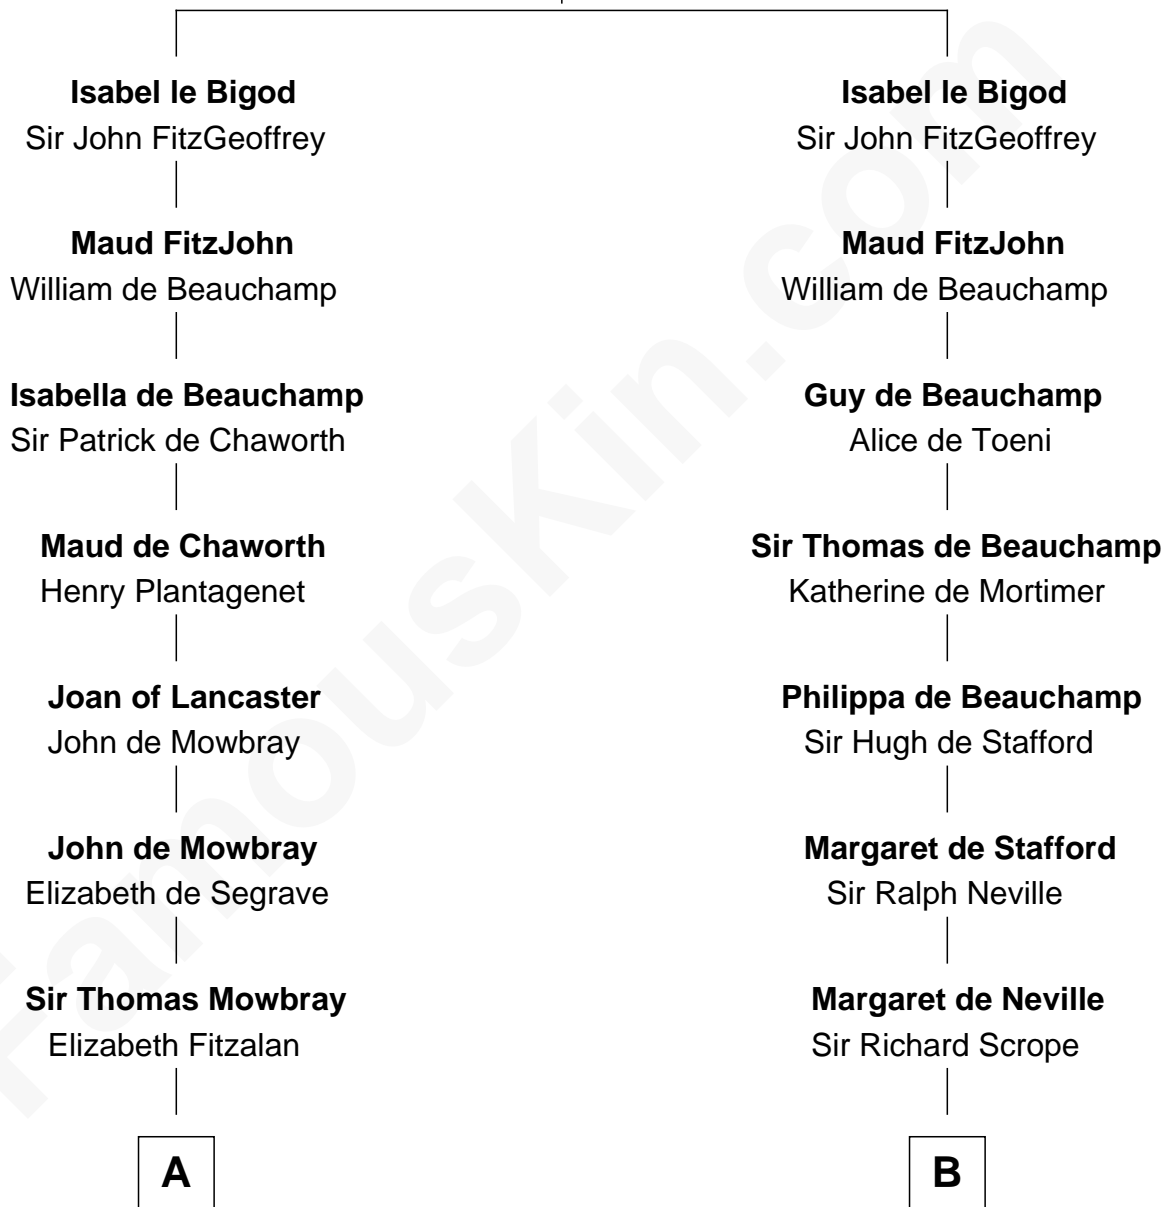 Isabel le Bigod
Sir John FitzGeoffrey
Maud FitzJohn
William de Beauchamp
Isabella de Beauchamp
Sir Patrick de Chaworth
Maud de Chaworth
Henry Plantagenet
Joan of Lancaster
John de Mowbray
John de Mowbray
Elizabeth de Segrave
Sir Thomas Mowbray
Elizabeth Fitzalan
A
Isabel le Bigod
Sir John FitzGeoffrey
Maud FitzJohn
William de Beauchamp
Guy de Beauchamp
Alice de Toeni
Sir Thomas de Beauchamp
Katherine de Mortimer
Philippa de Beauchamp
Sir Hugh de Stafford
Margaret de Stafford
Sir Ralph Neville
Margaret de Neville
Sir Richard Scrope
B
FamousKin.com